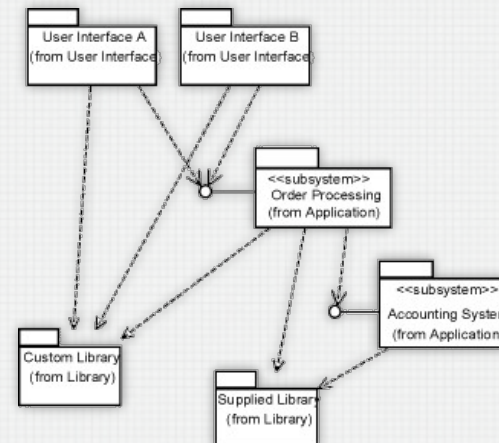 User Interface A
(from User Interface)
User Interface B
(from User Interface)
<<subsystem>>
Order Processing
(from Application)
<<subsystem>>
Accounting System
(from Application
Custom Library
(from Library)
Supplied Library
(from Library)